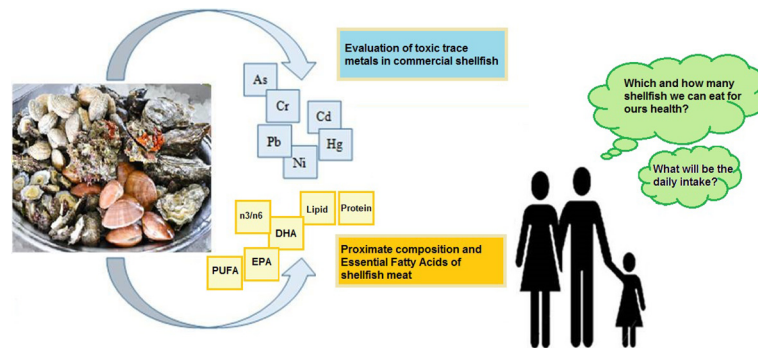 Evaluation of toxic trace
metals in commercial shellfish
As
Cr
Cd
Pb
Hg
Ni
Which and how many
shellfish we can eat for
ours health?
What will be the
daily intake?
n3/n6
Lipid
Protein
DHA
PUFA
EPA
Proximate composition and
Essential Fatty Acids of
shellfish meat